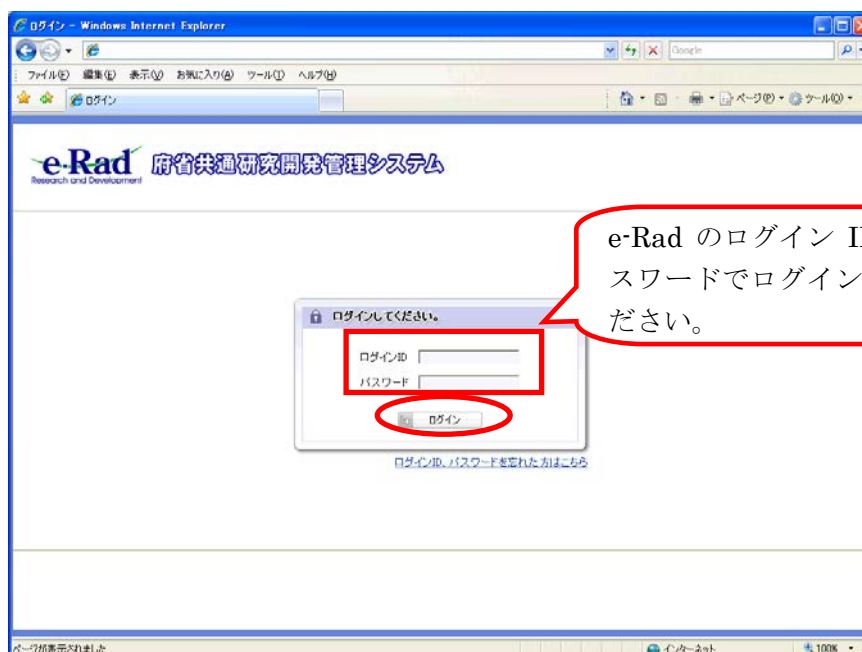 ログイン - Windows Internet Explorer
Google
ファイル(F) 編集(E) 表示(V) お気に入り(A) ツール(T) ヘルプ(H)
ログイン
ページ(P) ツール(O)
e-Rad 府省共通研究開発管理システム
Research and Development
e-Rad のログイン I
スワードでログイン
ださい。
ログインしてください。
ログインID
パスワード
ログイン
ログインID、パスワードを忘れた方はこちら
ページが表示されました
インターネット
100%